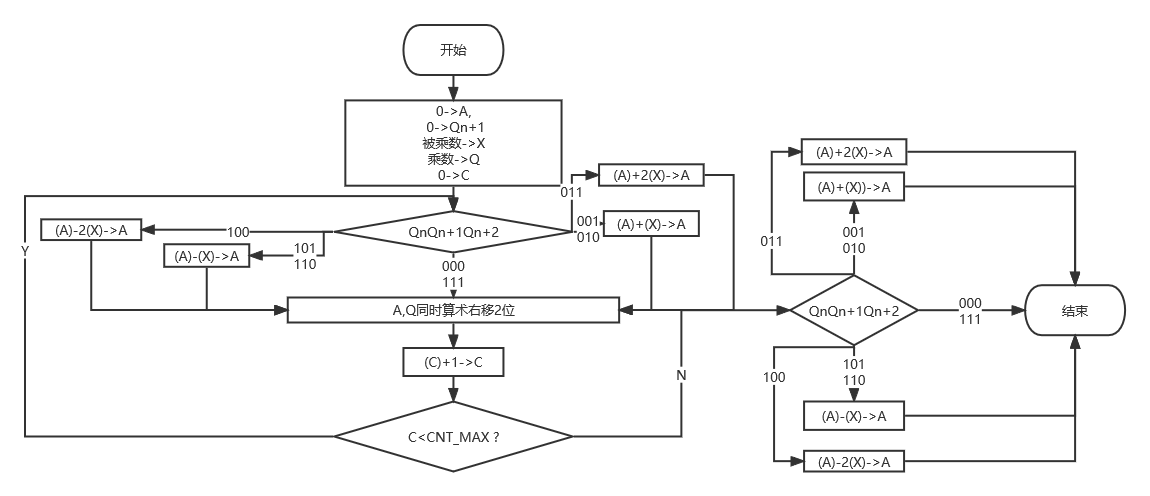 开始
0->A,
0->Qn+1
被乘数->X
乘数->Q
0->C
011
(A)+2(X)->A
Y
(A)-2(X)->A
100
QnQn+1Qn+2
001
010
(A)+(X)->A
(A)-(X)->A
101
110
000
111
A,Q同时算术右移2位
(C)+1->C
N
C<CNT_MAX ?
(A)+2(X)->A
(A)+(X))->A
011
001
010
QnQn+1Qn+2
000
111
结束
100
101
110
(A)-(X)->A
(A)-2(X)->A